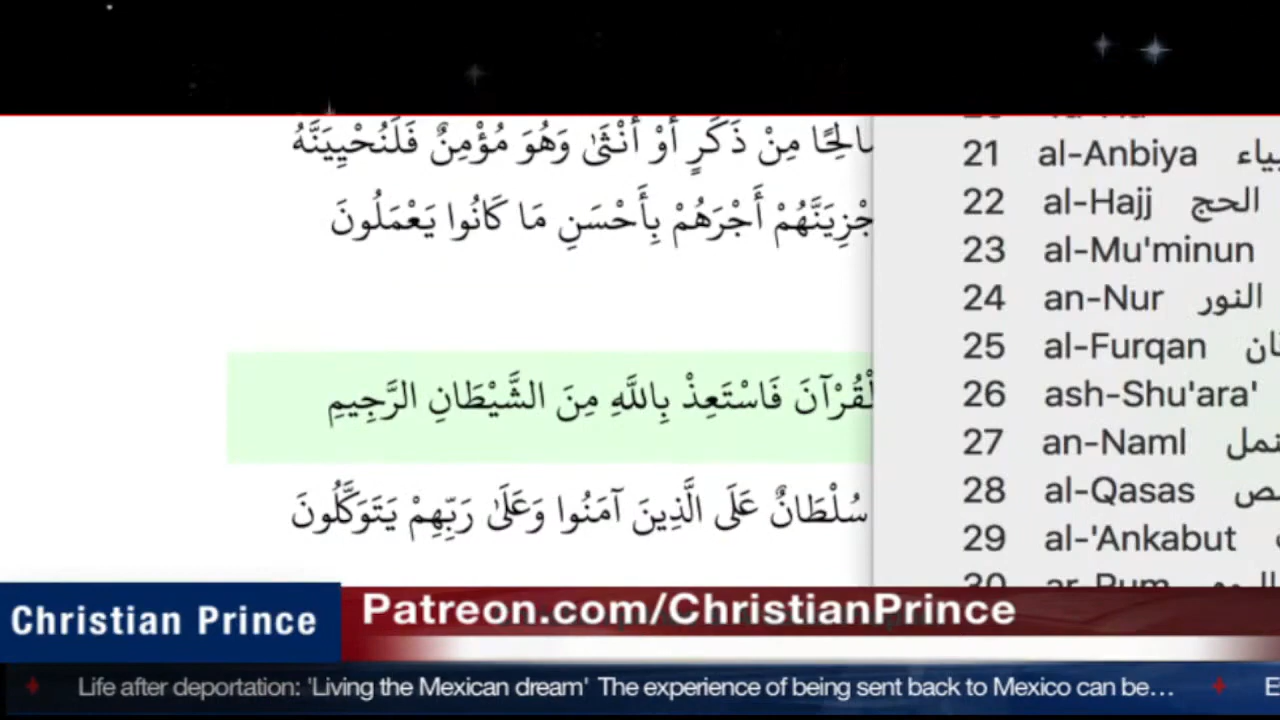 مِنْ ذَكَرٍ أَوْ أُنْثَىٰ وَهُوَ مُؤْمِنٌ فَلَنُحْيِيَنَّهُ
أَجْرَهُمْ بِأَحْسَنِ مَا كَانُوا يَعْمَلُونَ
فَاسْتَعِذْ بِاللَّهِ مِنَ الشَّيْطَانِ الرَّجِيمِ
سُلْطَانٌ عَلَى الَّذِينَ آمَنُوا وَعَلَىٰ رَبِّهِمْ يَتَوَكَّلُونَ
21 al-Anbiya
22 al-Hajj الحج
23 al-Mu'minun
24 an-Nur النور
25 al-Furqan
26 ash-Shu'ara'
27 an-Naml
28 al-Qasas
29 al-'Ankabut
Christian Prince
Patreon.com/ChristianPrince
Life after deportation: 'Living the Mexican dream' The experience of being sent back to Mexico can be…